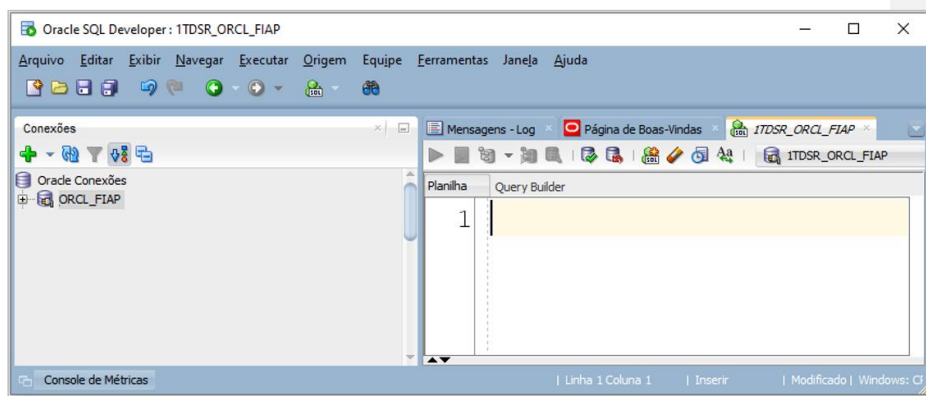 Oracle SQL Developer : 1TDSR_ORCL_FIAP
Arquivo Editar Exibir Navegar Executar Origem Equipe Ferramentas Janela Ajuda
Conexões
Oracle Conexões
ORCL_FIAP
Mensagens - Log Página de Boas-Vindas 1TDSR_ORCL_FIAP
1TDSR_ORCL_FIAP
Planilha Query Builder
1
Console de Métricas
| Linha 1 Coluna 1 | Inserir | Modificado | Windows: